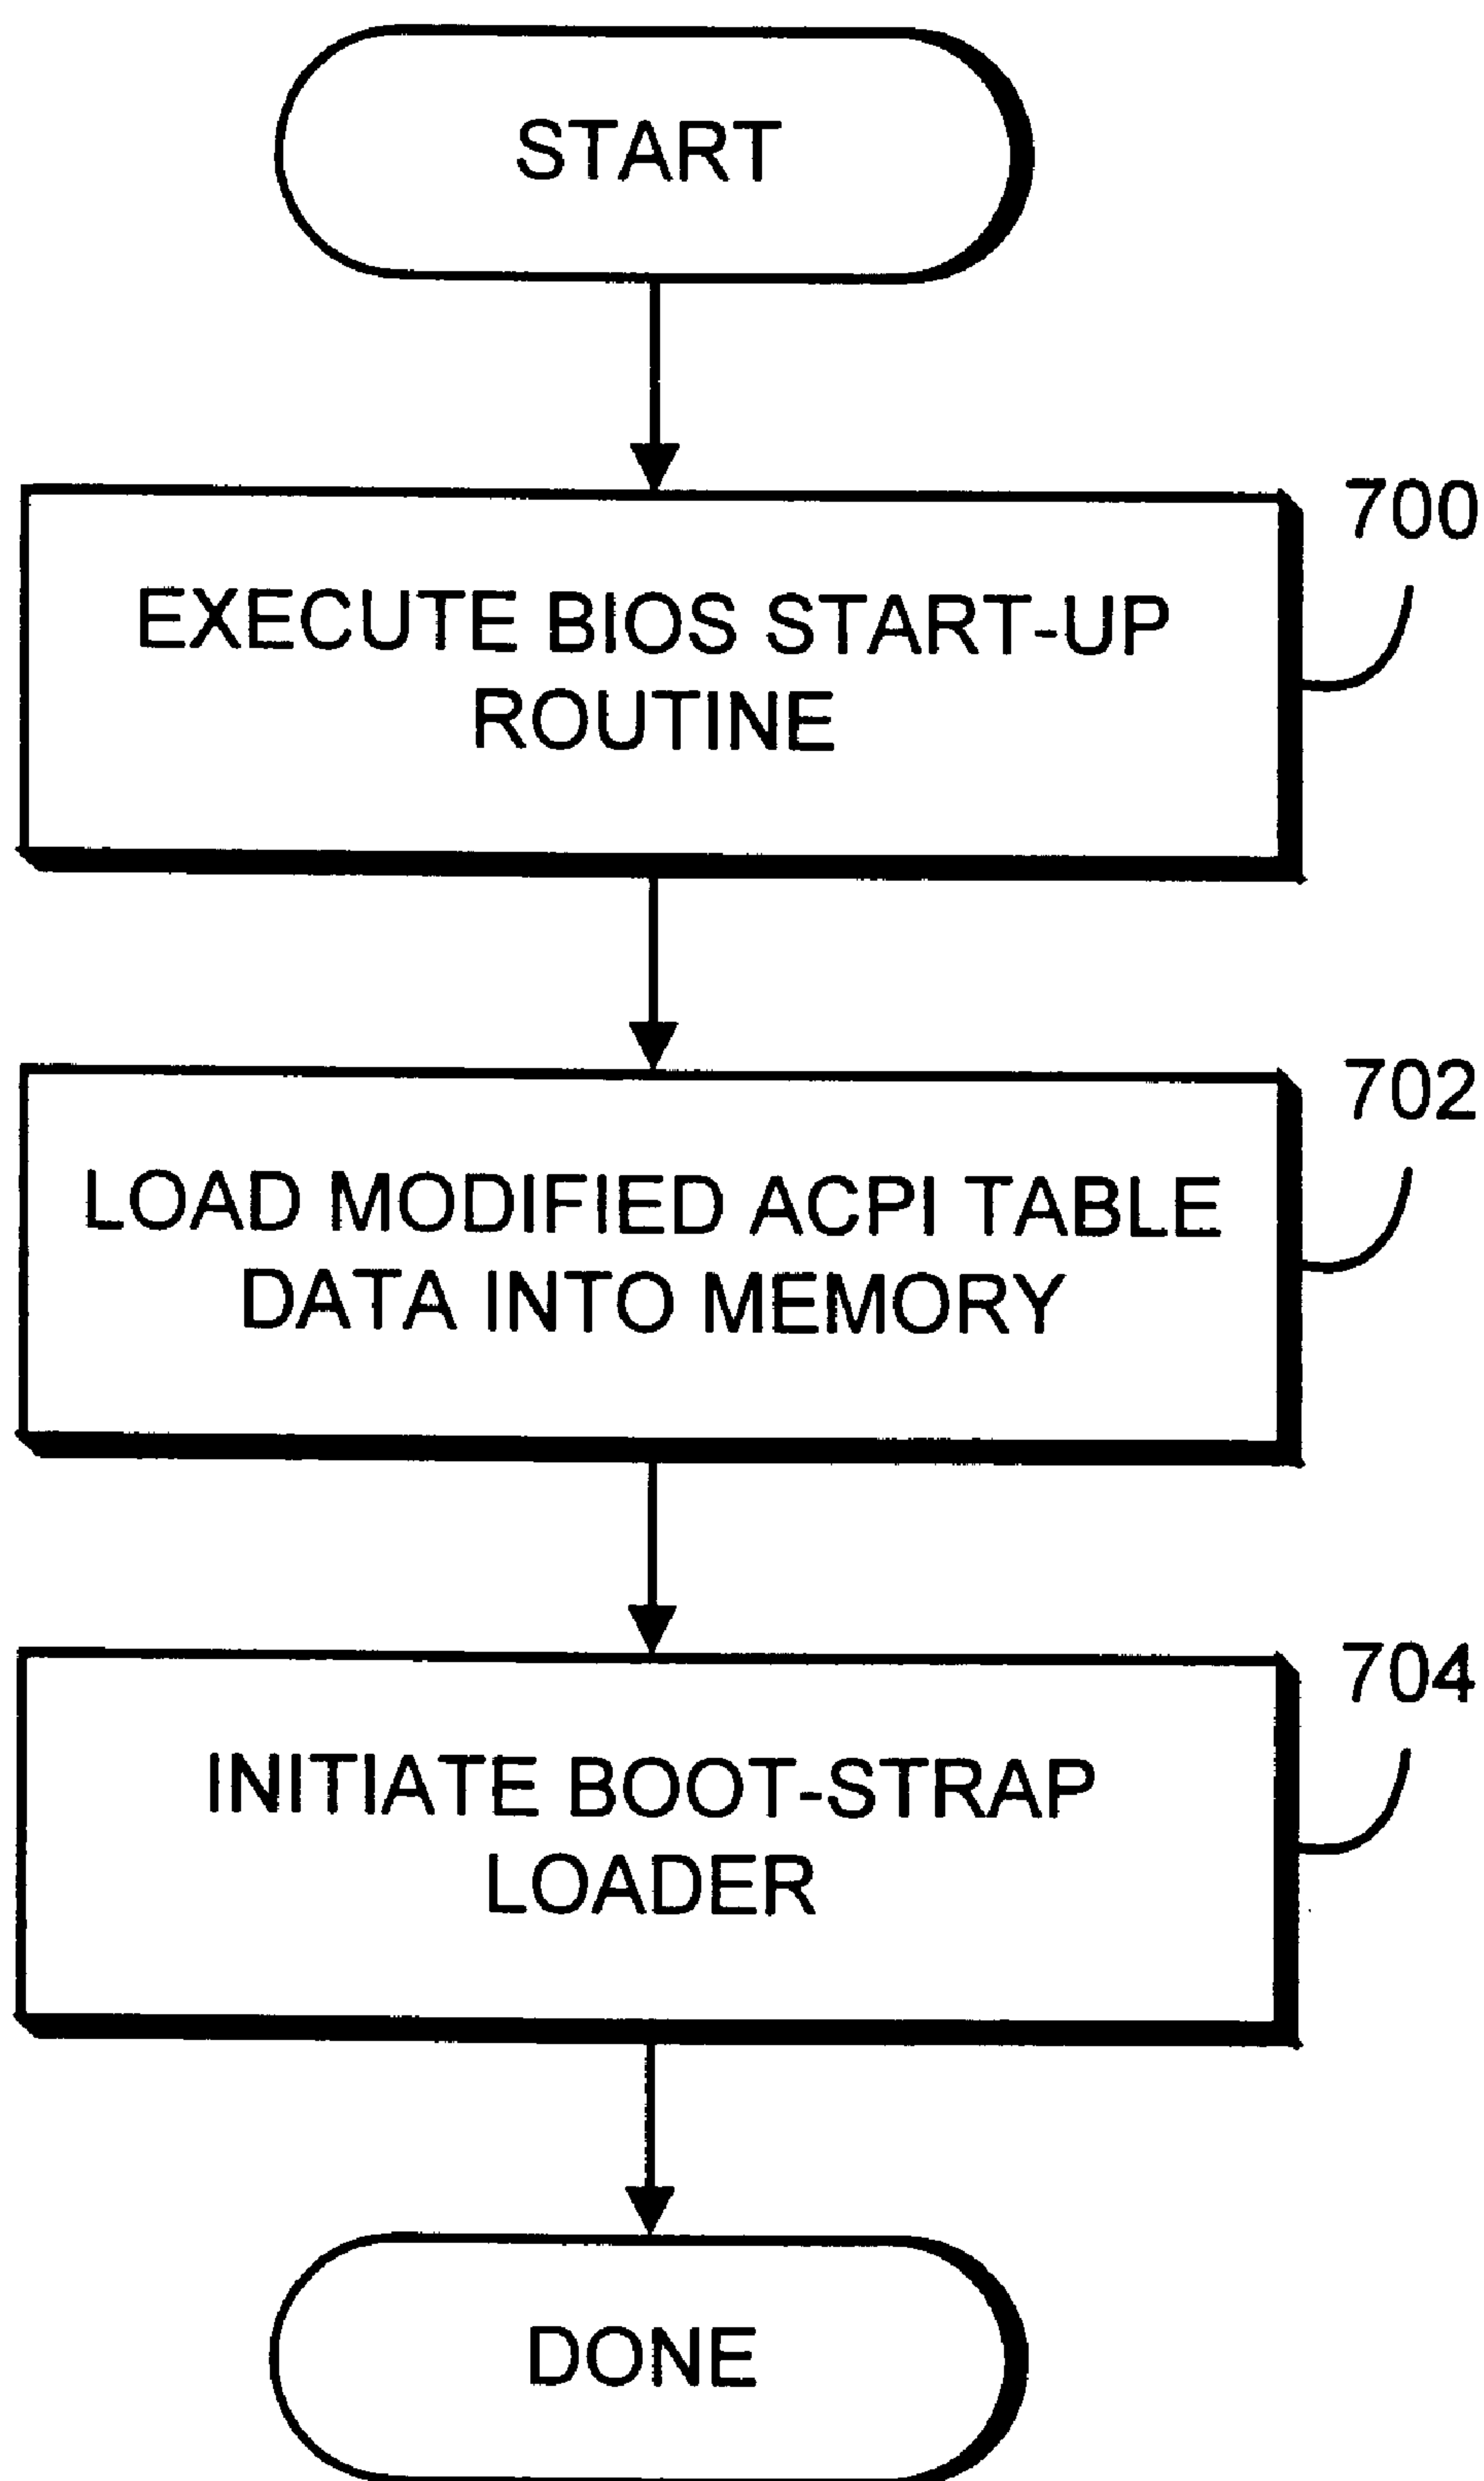 START
700
EXECUTE BIOS START-UP
ROUTINE
702
LOAD MODIFIED ACPI TABLE
DATA INTO MEMORY
704
INITIATE BOOT-STRAP
LOADER
DONE